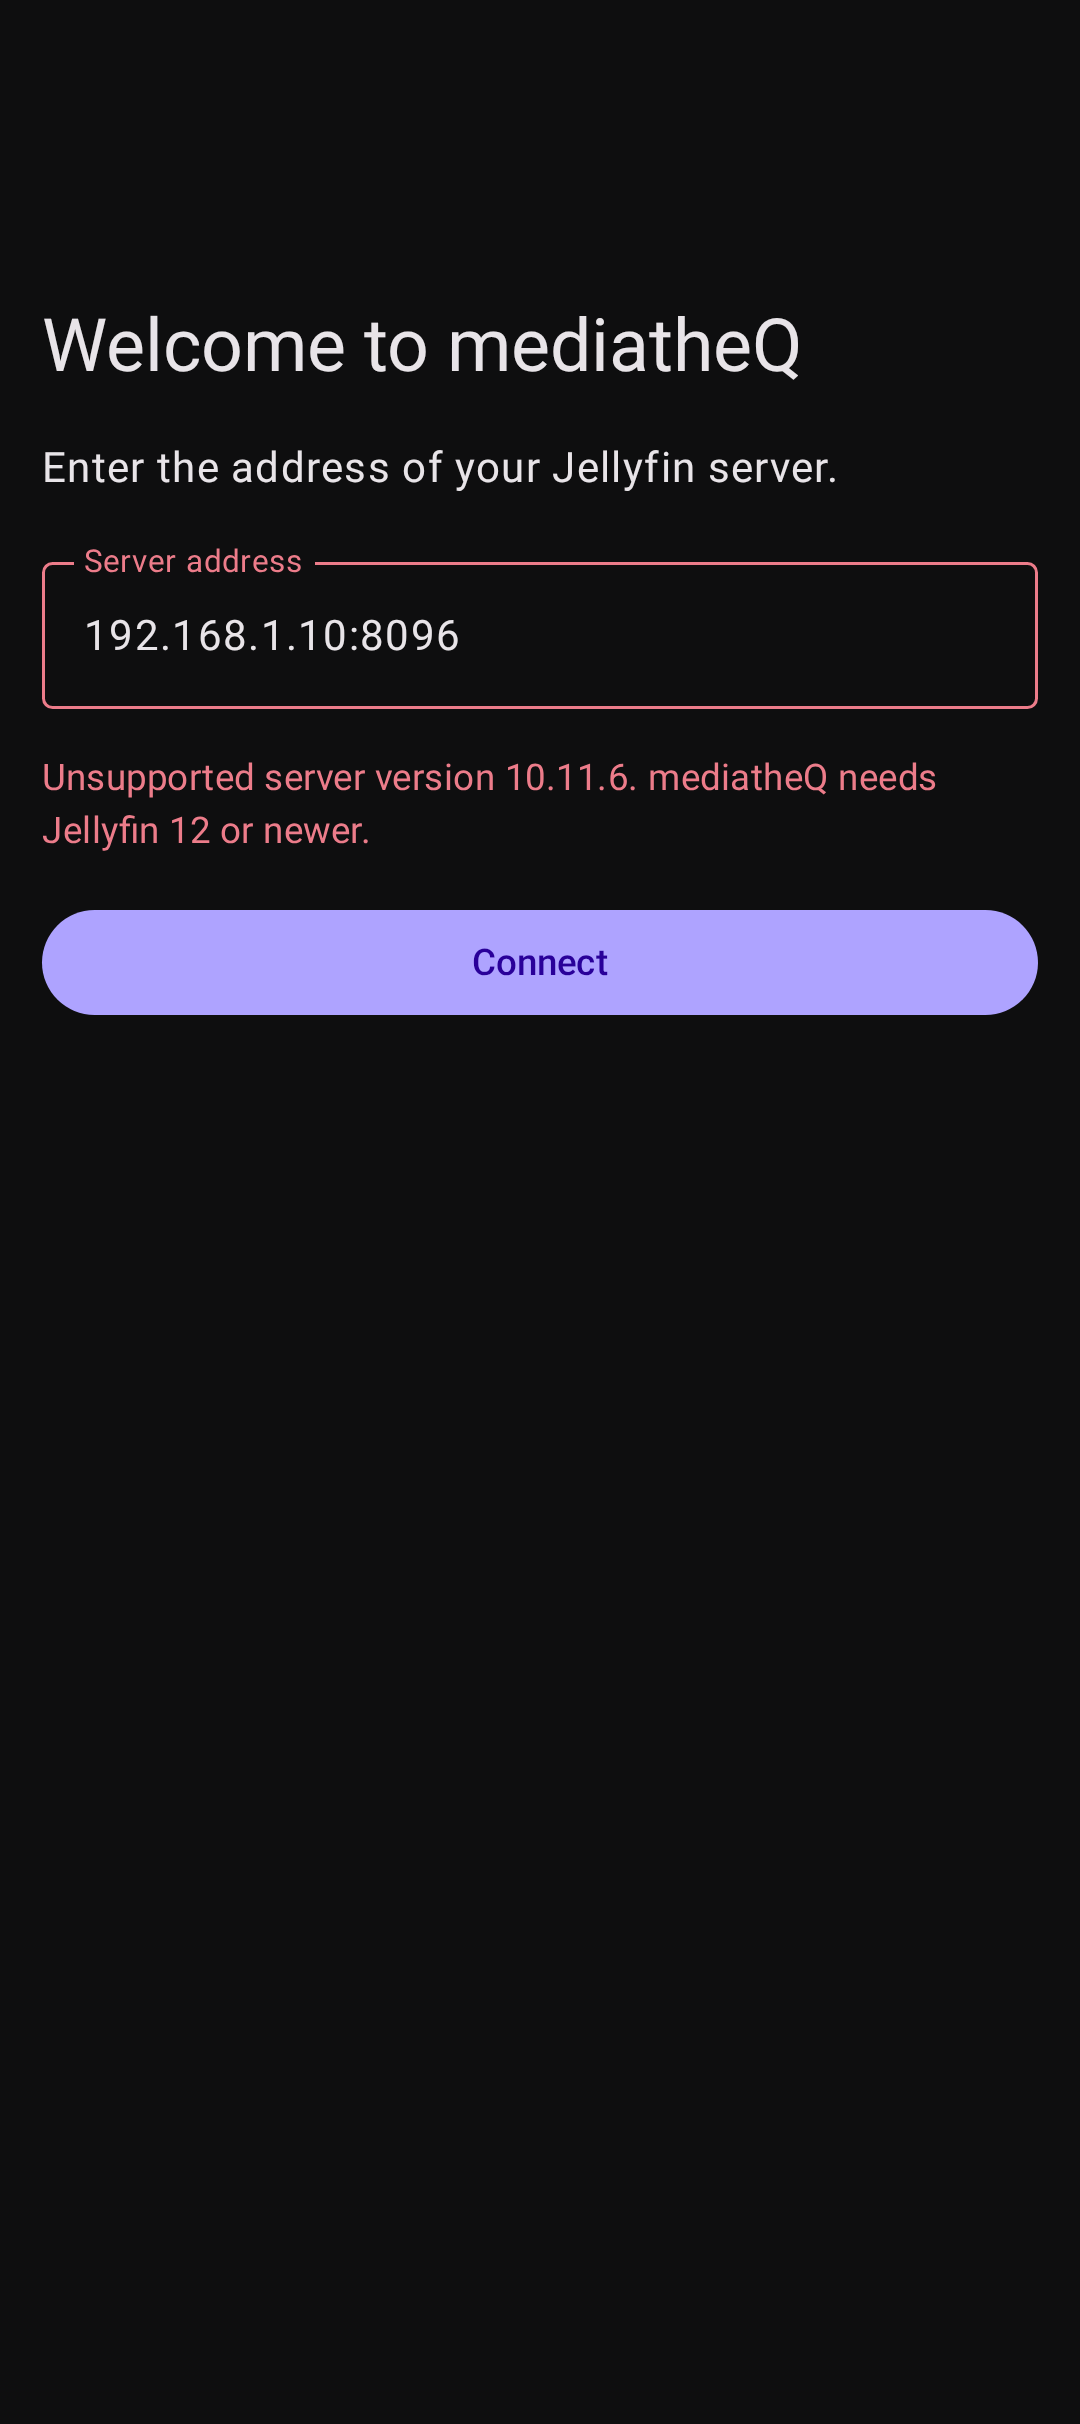 Welcome to mediatheQ
Enter the address of your Jellyfin server.
Server address
192.168.1.10:8096
Unsupported server version 10.11.6. mediatheQ needs
Jellyfin 12 or newer.
Connect